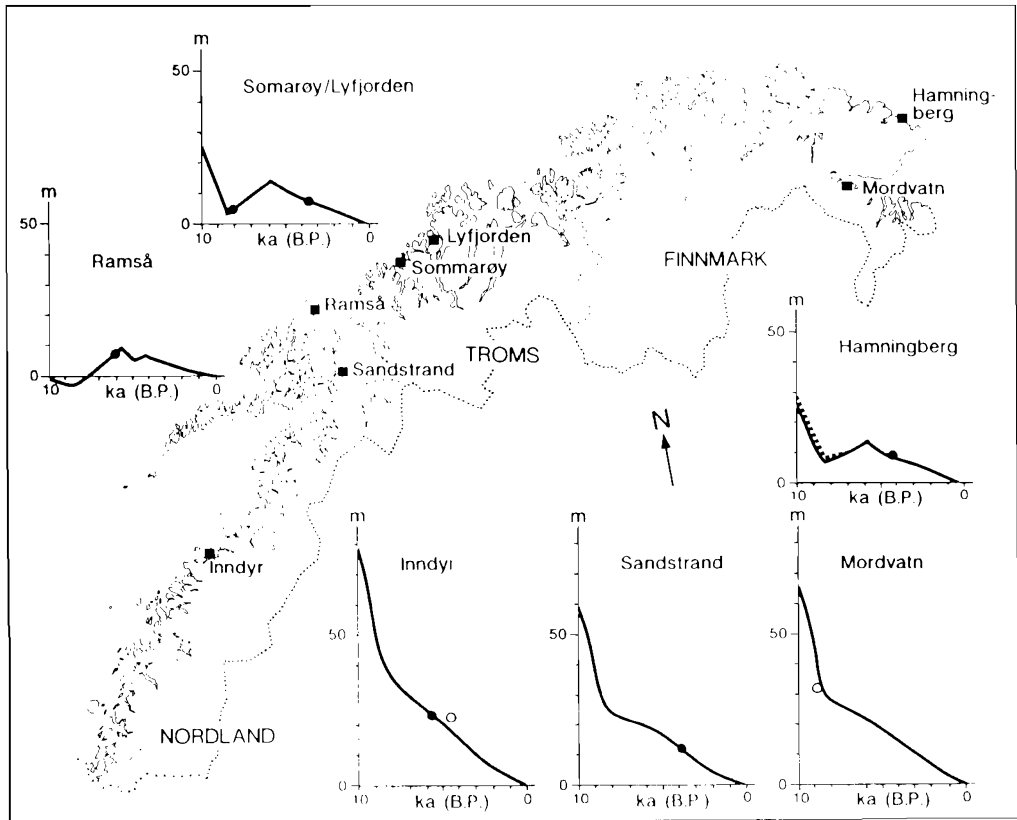 m
50
Somarøy/Lyfjorden
0
10
0
ka (B.P.)
m
50
Ramså
0
10
0
ka (B.P.)
Hamning-
berg
Mordvatn
Lyfjorden
Sommarøy
FINNMARK
Ramså
TROMS
Sandstrand
N
Inndyr
NORDLAND
m
50
Hamningberg
0
10
0
ka (B.P.)
m
Inndyr
50
0
10
0
ka (B.P.)
m
Sandstrand
50
0
10
0
ka (B.P.)
m
Mordvatn
50
0
10
0
ka (B.P.)